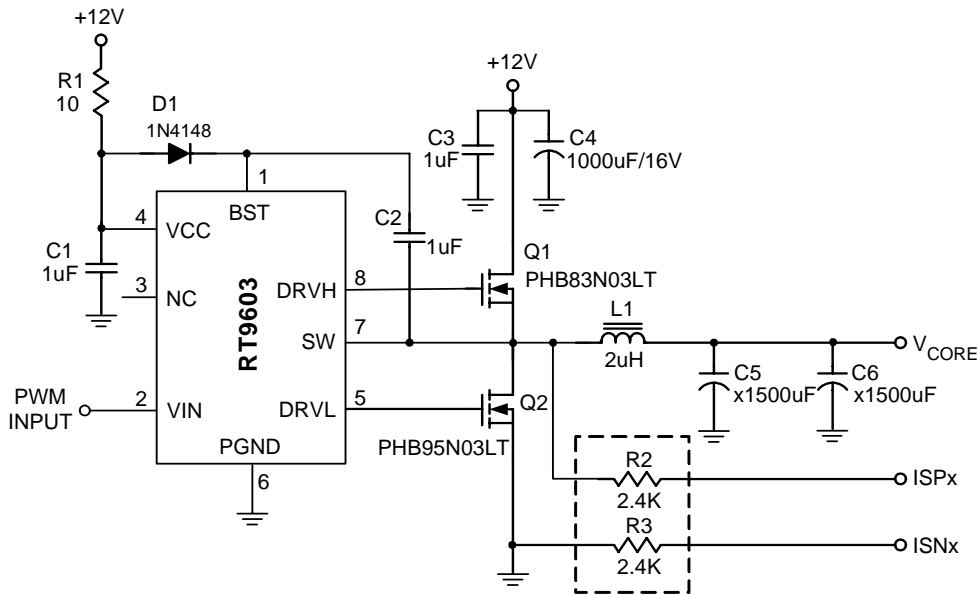 +12V
R1
10
D1
1N4148
+12V
C3
1uF
C4
1000uF/16V
1
BST
4
VCC
C1
1uF
C2
1uF
3
NC
RT9603
DRVH
8
Q1
PHB83N03LT
SW
7
L1
2uH
VCORE
C5
x1500uF
C6
x1500uF
PWM
INPUT
2
VIN
DRVL
5
Q2
PHB95N03LT
PGND
6
R2
2.4K
ISPx
R3
2.4K
ISNx